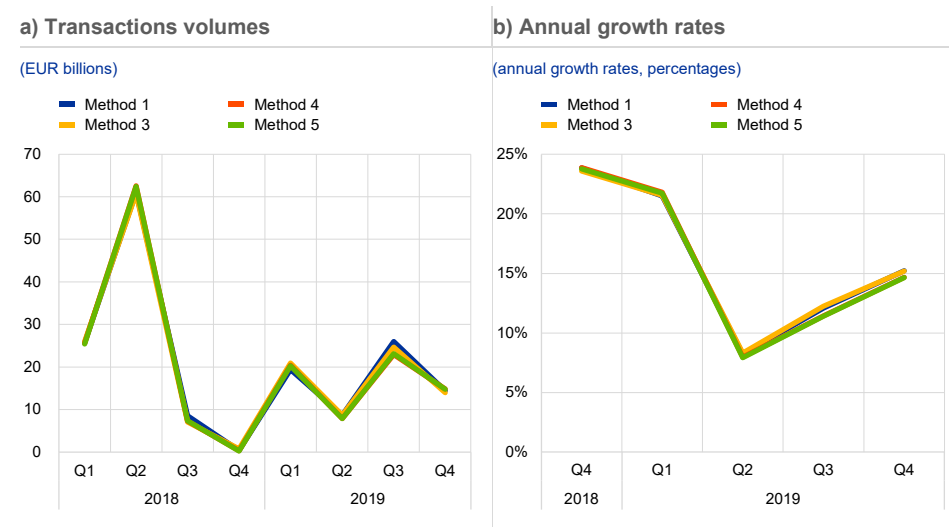 a) Transactions volumes
(EUR billions)
Method 1
Method 4
Method 3
Method 5
70
60
50
40
30
20
10
0
Q1 Q2 Q3 Q4 Q1 Q2 Q3 Q4
2018 2019
b) Annual growth rates
(annual growth rates, percentages)
Method 1
Method 4
Method 3
Method 5
25%
20%
15%
10%
5%
0%
Q4 Q1 Q2 Q3 Q4
2018 2019